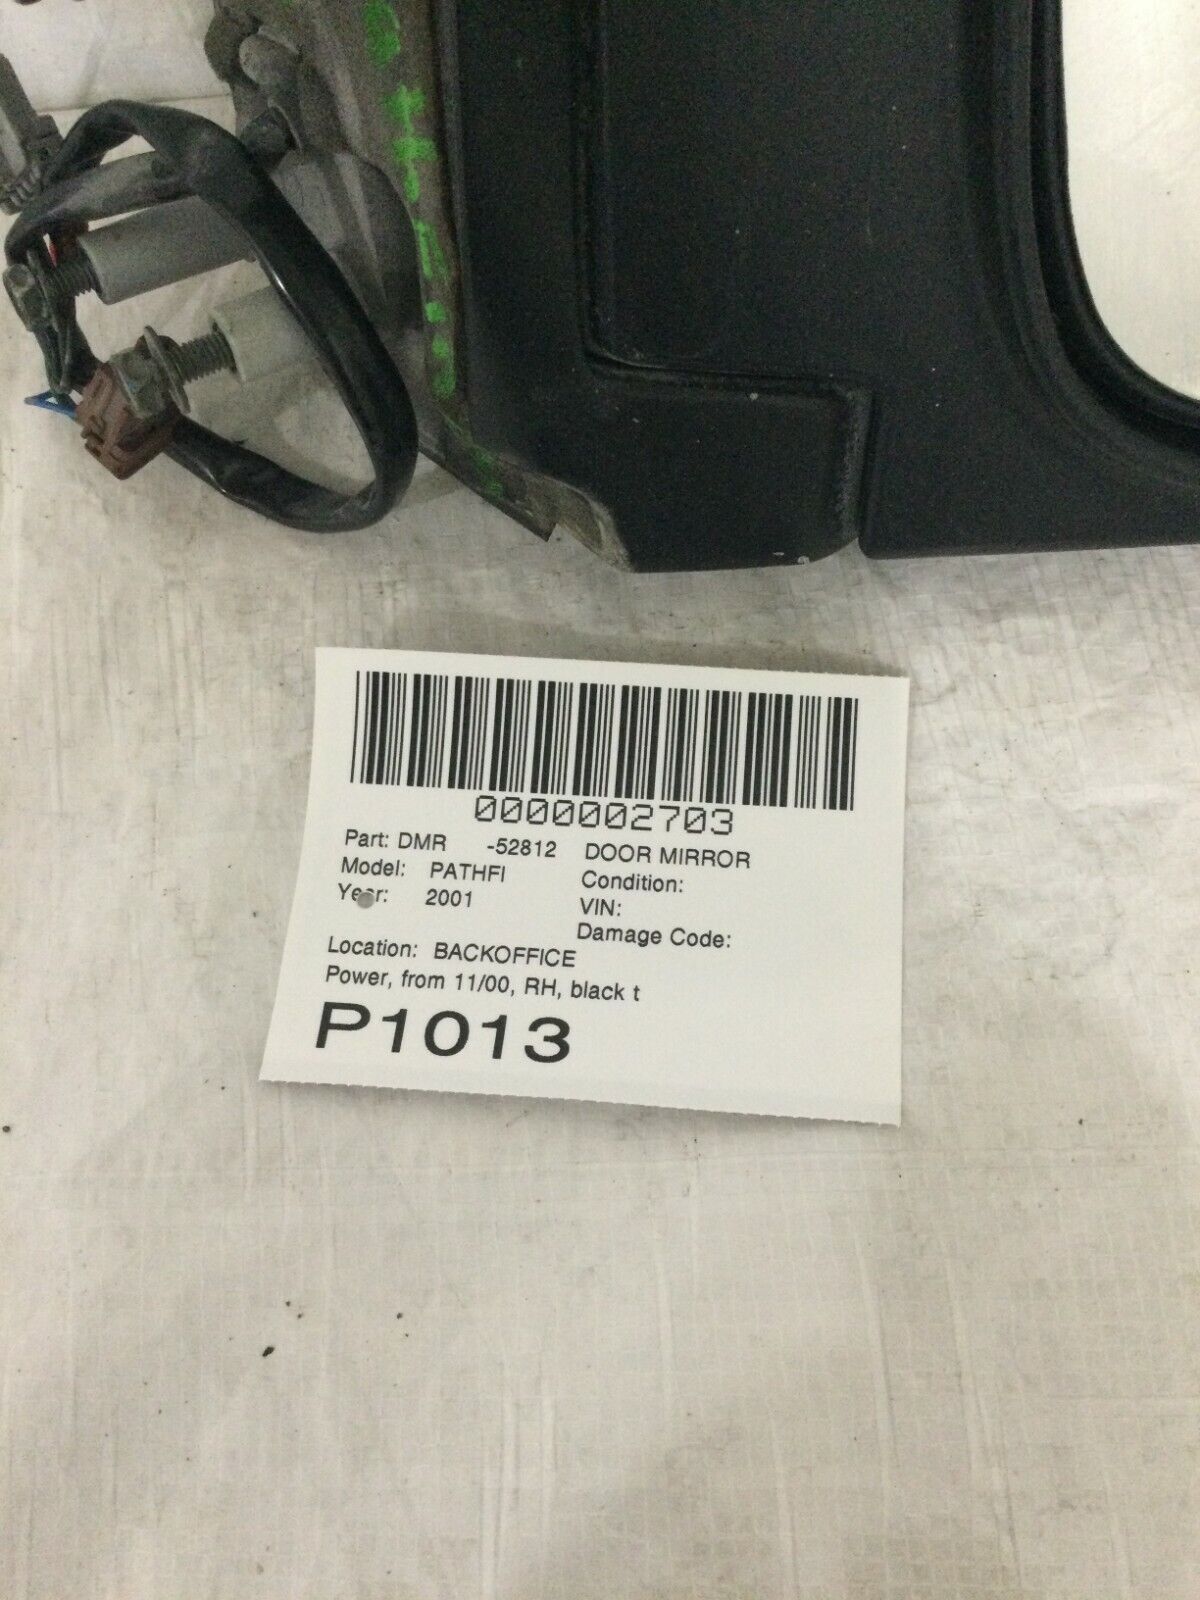 0000002703
Part: DMR -52812 DOOR MIRROR
Model: PATHFI Condition:
Year: 2001 VIN:
Damage Code:
Location: BACKOFFICE
Power, from 11/00, RH, black t
P1013